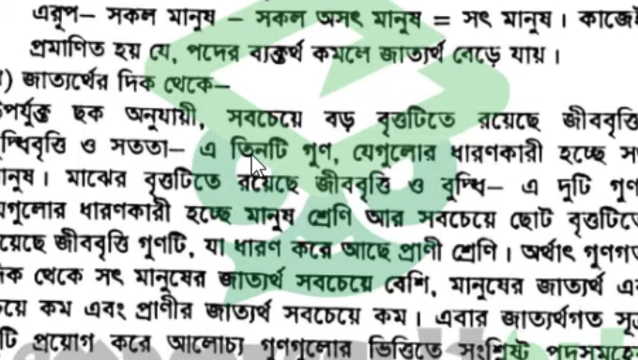 এরূপ– সকল মানুষ – সকল অসৎ মানুষ = সৎ মানুষ। কাজেই
প্রমাণিত হয় যে, পদের ব্যক্ত্যর্থ কমলে জাত্যর্থ বেড়ে যায়।
) জাত্যর্থের দিক থেকে–
উপর্যুক্ত ছক অনুযায়ী, সবচেয়ে বড় বৃত্তটিতে রয়েছে জীববৃত্তি
বুদ্ধিবৃত্তি ও সততা– এ তিনটি গুণ, যেগুলোর ধারণকারী হচ্ছে
মানুষ। মাঝের বৃত্তটিতে রয়েছে জীববৃত্তি ও বুদ্ধি– এ দুটি গুণ
যেগুলোর ধারণকারী হচ্ছে মানুষ শ্রেণি আর সবচেয়ে ছোট বৃত্তটিতে
রয়েছে জীববৃত্তি গুণটি, যা ধারণ করে আছে প্রাণী শ্রেণি। অর্থাৎ গুণগত
দিক থেকে সৎ মানুষের জাত্যর্থ সবচেয়ে বেশি, মানুষের জাত্যর্থ
চেয়ে কম এবং প্রাণীর জাত্যর্থ সবচেয়ে কম। এবার জাত্যর্থগত সূত্র
টি প্রয়োগ করে আলোচ্য গুণগুলোর ভিত্তিতে সংশ্লিষ্ট পদসমূহের